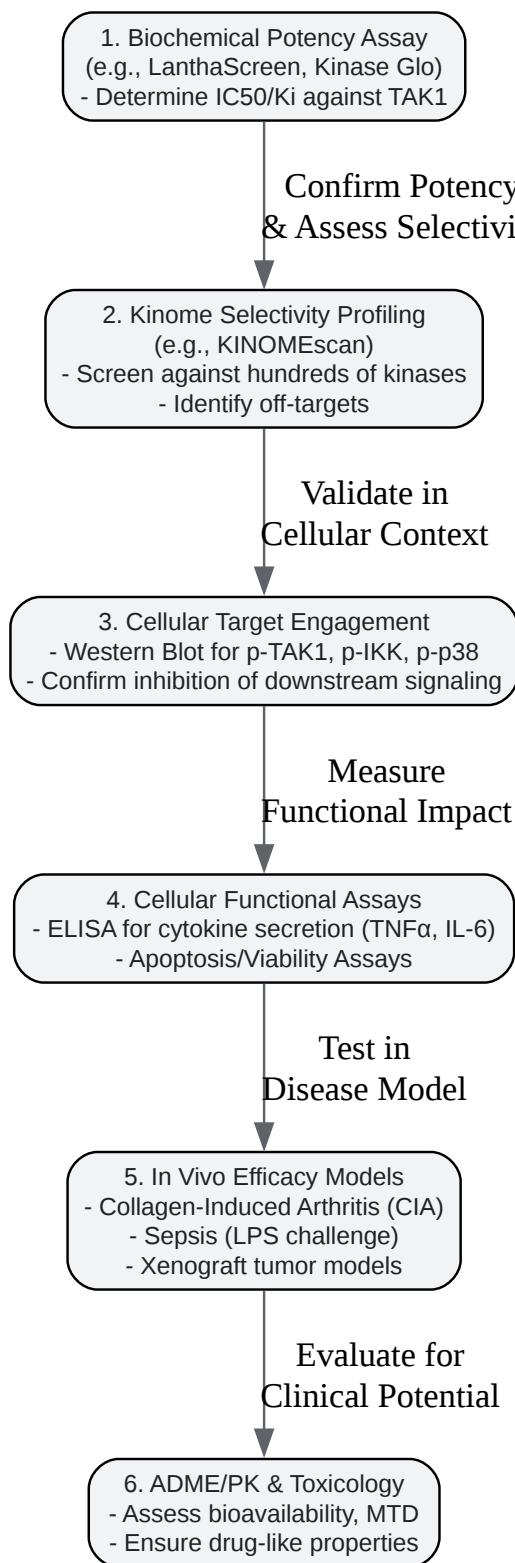 1. Biochemical Potency Assay
(e.g., LanthaScreen, Kinase Glo)
- Determine IC50/Ki against TAK1
Confirm Potency
& Assess Selectivi
2. Kinome Selectivity Profiling
(e.g., KINOMEscan)
- Screen against hundreds of kinases
- Identify off-targets
Validate in
Cellular Context
3. Cellular Target Engagement
- Western Blot for p-TAK1, p-IKK, p-p38
- Confirm inhibition of downstream signaling
Measure
Functional Impact
4. Cellular Functional Assays
- ELISA for cytokine secretion (TNFα, IL-6)
- Apoptosis/Viability Assays
Test in
Disease Model
5. In Vivo Efficacy Models
- Collagen-Induced Arthritis (CIA)
- Sepsis (LPS challenge)
- Xenograft tumor models
Evaluate for
Clinical Potential
6. ADME/PK & Toxicology
- Assess bioavailability, MTD
- Ensure drug-like properties